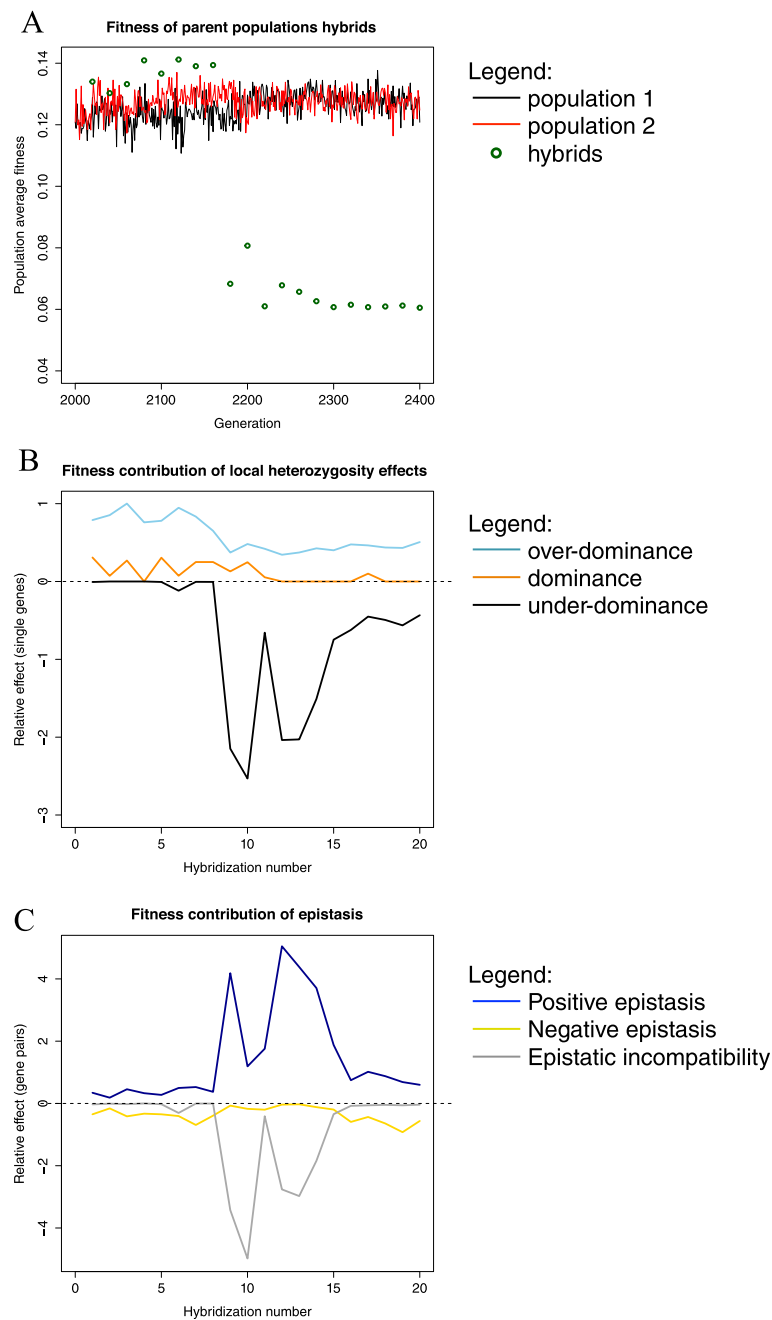 A
Fitness of parent populations hybrids
Population average fitness
0.14
0.12
0.10
0.08
0.06
0.04
2000
2100
2200
2300
2400
Generation
Legend:
population 1
population 2
hybrids
B
Fitness contribution of local heterozygosity effects
Relative effect (single genes)
1
0
−1
−2
−3
0
5
10
15
20
Hybridization number
Legend:
over-dominance
dominance
under-dominance
C
Fitness contribution of epistasis
Relative effect (gene pairs)
4
2
0
−2
−4
0
5
10
15
20
Hybridization number
Legend:
Positive epistasis
Negative epistasis
Epistatic incompatibility